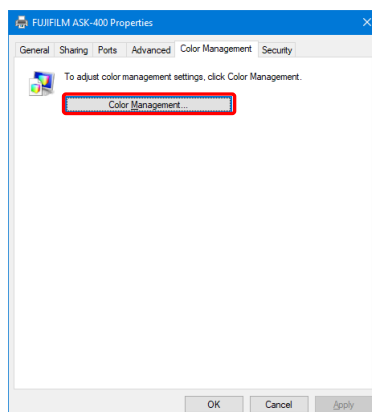 FUJIFILM ASK-400 Properties
General Sharing Ports Advanced Color Management Security
To adjust color management settings, click Color Management.
Color Management...
OK Cancel Apply